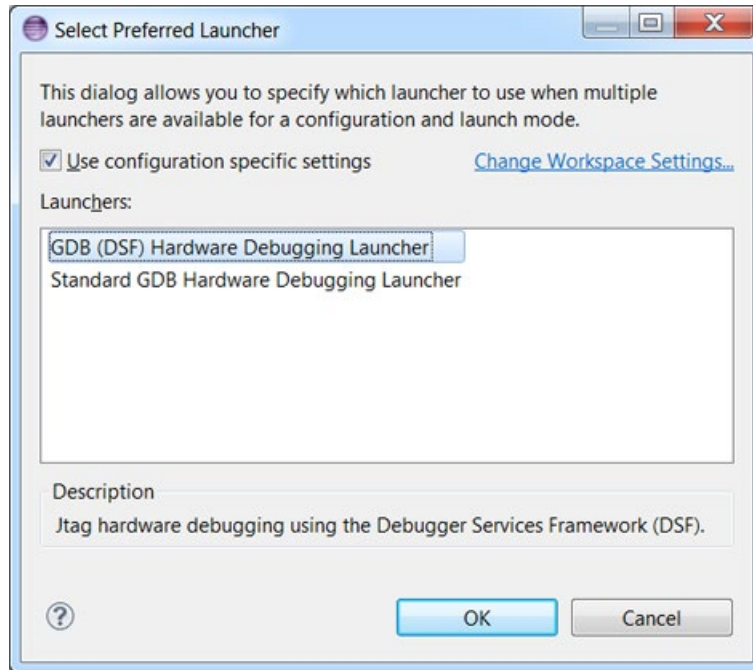 Select Preferred Launcher
This dialog allows you to specify which launcher to use when multiple
launchers are available for a configuration and launch mode.
Use configuration specific settings
Change Workspace Settings...
Launchers:
GDB (DSF) Hardware Debugging Launcher
Standard GDB Hardware Debugging Launcher
Description
Jtag hardware debugging using the Debugger Services Framework (DSF).
?
OK
Cancel